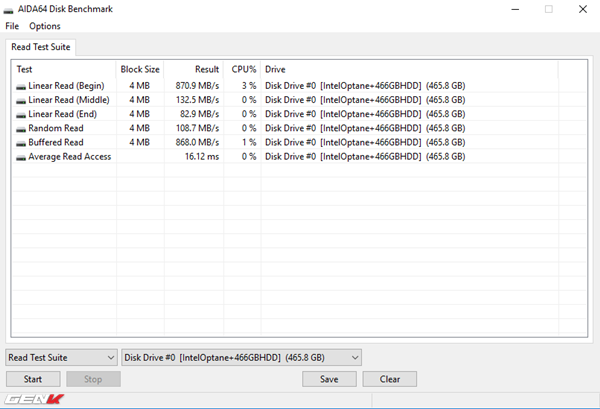 AIDA64 Disk Benchmark
File Options
Read Test Suite
Test Block Size Result CPU% Drive
Linear Read (Begin) 4 MB 870.9 MB/s 3 % Disk Drive #0 [IntelOptane+466GBHDD] (465.8 GB)
Linear Read (Middle) 4 MB 132.5 MB/s 0 % Disk Drive #0 [IntelOptane+466GBHDD] (465.8 GB)
Linear Read (End) 4 MB 82.9 MB/s 0 % Disk Drive #0 [IntelOptane+466GBHDD] (465.8 GB)
Random Read 4 MB 108.7 MB/s 0 % Disk Drive #0 [IntelOptane+466GBHDD] (465.8 GB)
Buffered Read 4 MB 868.0 MB/s 1 % Disk Drive #0 [IntelOptane+466GBHDD] (465.8 GB)
Average Read Access 16.12 ms 0 % Disk Drive #0 [IntelOptane+466GBHDD] (465.8 GB)
Read Test Suite Disk Drive #0 [IntelOptane+466GBHDD] (465.8 GB)
Start Stop Save Clear
GENK